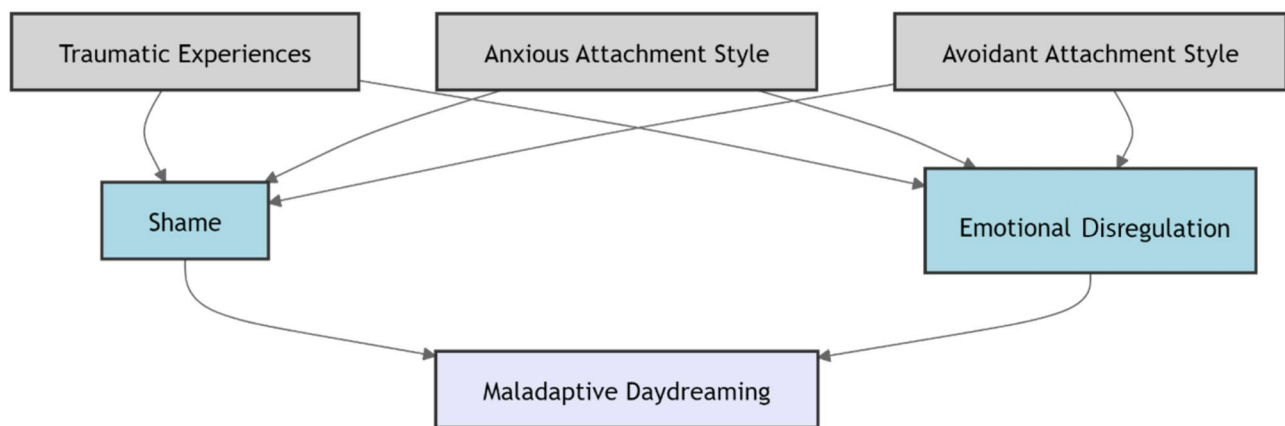 Traumatic Experiences
Anxious Attachment Style
Avoidant Attachment Style
Shame
Emotional Disregulation
Maladaptive Daydreaming